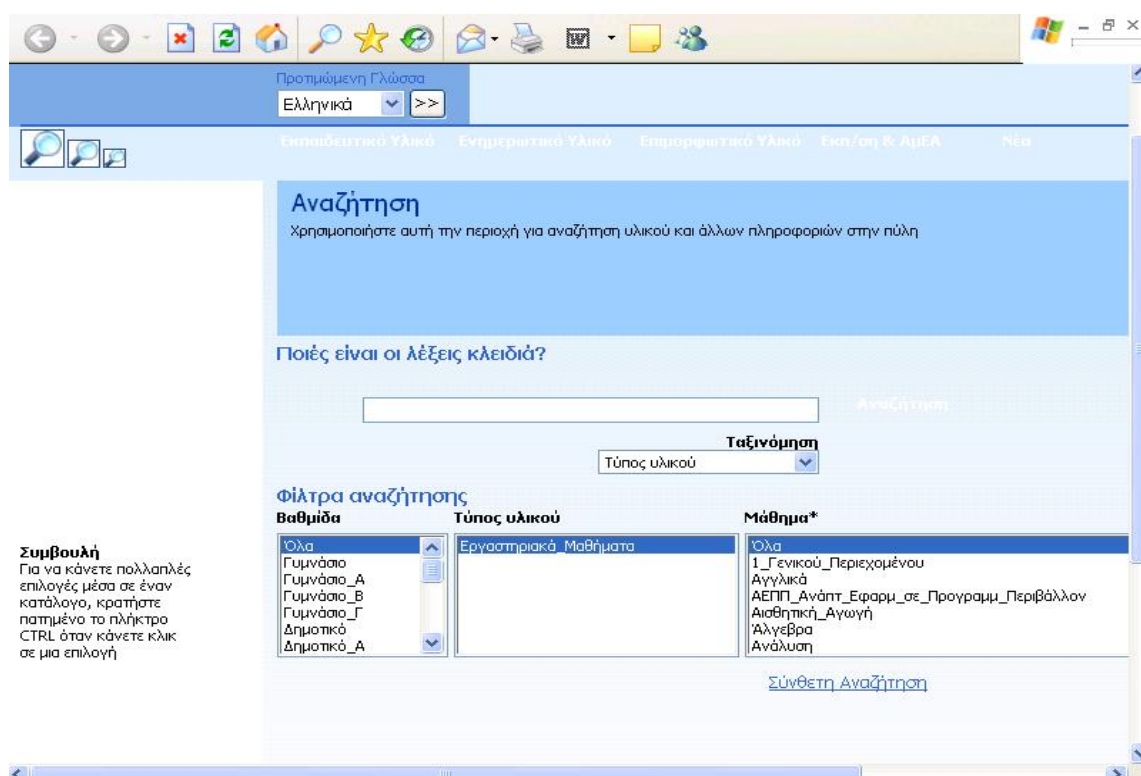 Προτιμώμενη Γλώσσα
Ελληνικά >>
Εκπαιδευτικό Υλικό Ενημερωτικό Υλικό Επιμορφωτικό Υλικό Εκπ/ση & ΑμΕΑ Νέα
Αναζήτηση
Χρησιμοποιήστε αυτή την περιοχή για αναζήτηση υλικού και άλλων πληροφοριών στην πύλη
Ποιές είναι οι λέξεις κλειδιά?
Αναζήτηση
Ταξινόμηση
Τύπος υλικού
Φίλτρα αναζήτησης
Βαθμίδα
Όλα
Γυμνάσιο
Γυμνάσιο_Α
Γυμνάσιο_Β
Γυμνάσιο_Γ
Δημοτικό
Δημοτικό_Α
Τύπος υλικού
Εργαστηριακά_Μαθήματα
Μάθημα*
Όλα
1_Γενικού_Περιεχομένου
Αγγλικά
ΑΕΠΠ_Ανάπτ_Εφαρμ_σε_Προγραμμ_Περιβάλλον
Αισθητική_Αγωγή
Άλγεβρα
Ανάλυση
Συμβουλή
Για να κάνετε πολλαπλές
επιλογές μέσα σε έναν
κατάλογο, κρατήστε
πατημένο το πλήκτρο
CTRL όταν κάνετε κλικ
σε μια επιλογή
Σύνθετη Αναζήτηση